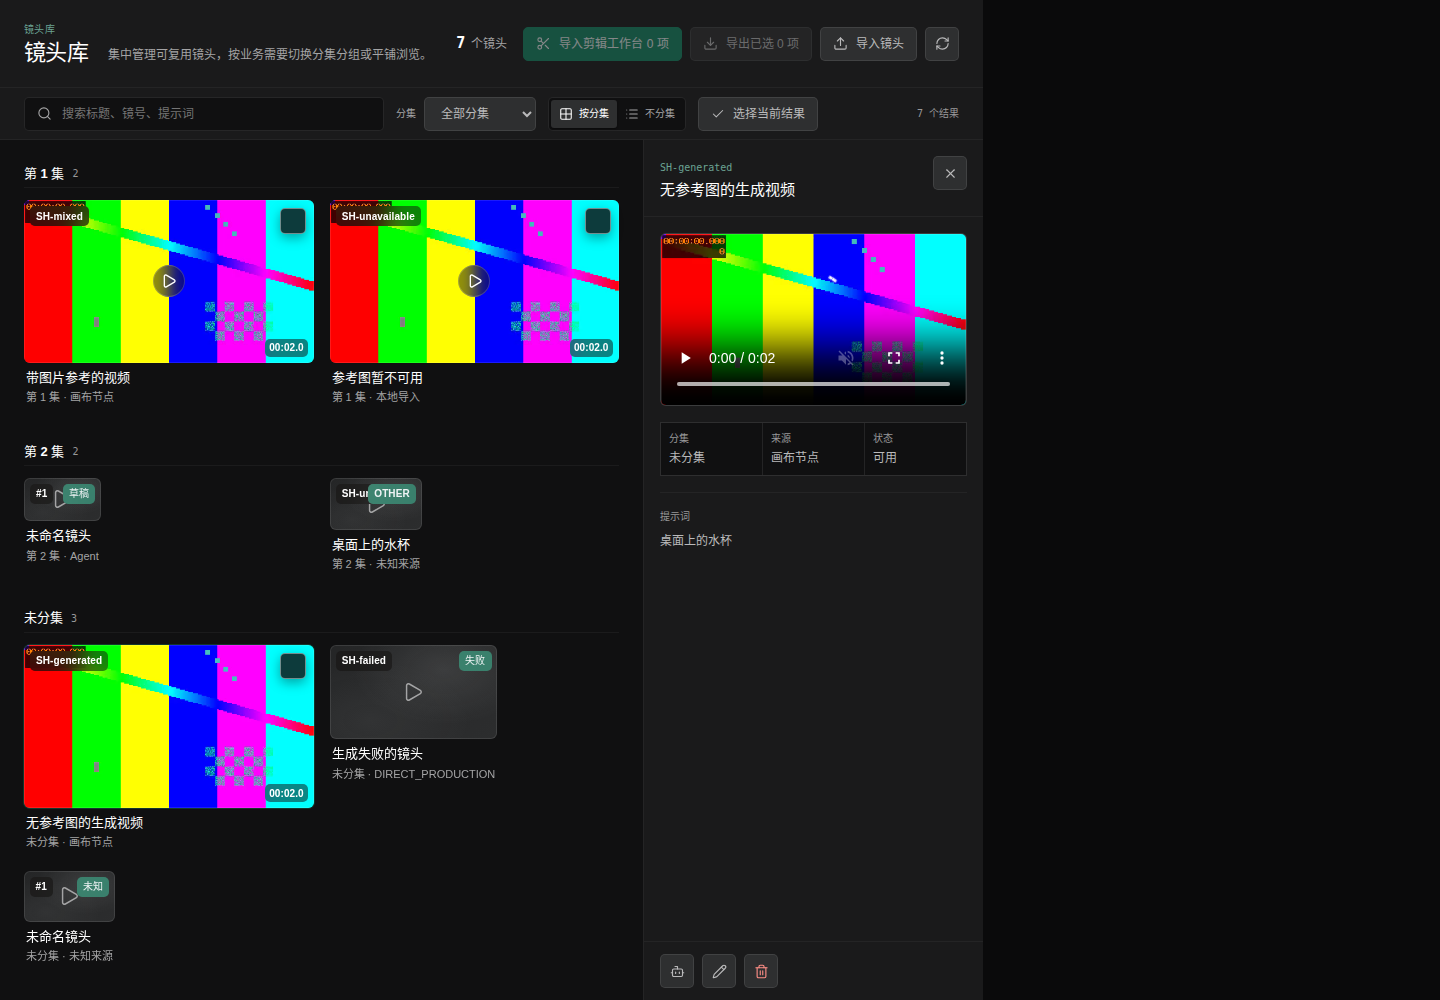 镜头库
镜头库
集中管理可复用镜头，按业务需要切换分集分组或平铺浏览。
7 个镜头
导入剪辑工作台 0 项
导出已选 0 项
导入镜头
搜索标题、镜号、提示词
分集
全部分集
按分集
不分集
选择当前结果
7 个结果
第 1 集 2
SH-mixed
00:02.0
带图片参考的视频
第 1 集 · 画布节点
SH-unavailable
00:02.0
参考图暂不可用
第 1 集 · 本地导入
第 2 集 2
#1
草稿
未命名镜头
第 2 集 · Agent
OTHER
桌面上的水杯
第 2 集 · 未知来源
未分集 3
SH-generated
00:02.0
无参考图的生成视频
未分集 · 画布节点
SH-failed
失败
生成失败的镜头
未分集 · DIRECT_PRODUCTION
#1
未知
未命名镜头
未分集 · 未知来源
SH-generated
无参考图的生成视频
00:00:00.000
0
0:00 / 0:02
分集
未分集
来源
画布节点
状态
可用
提示词
桌面上的水杯